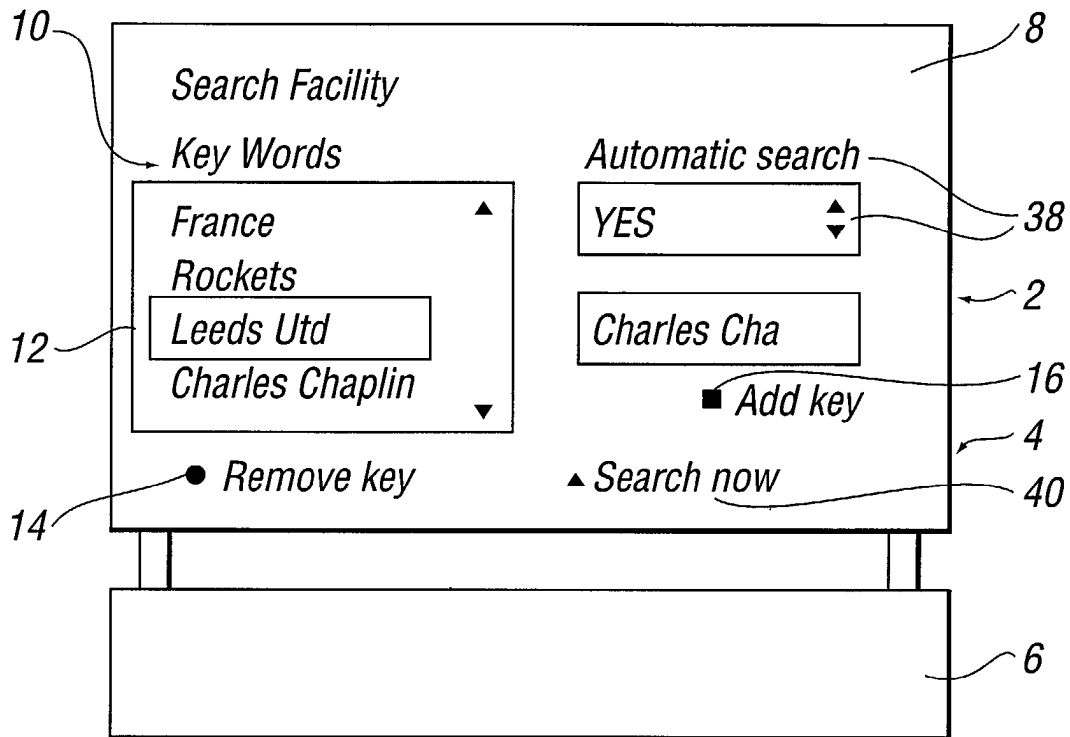 10
8
Search Facility
Key Words
Automatic search
38
France
YES
Rockets
2
12
Leeds Utd
Charles Cha
Charles Chaplin
16
Add key
4
Remove key
Search now
14
40
6